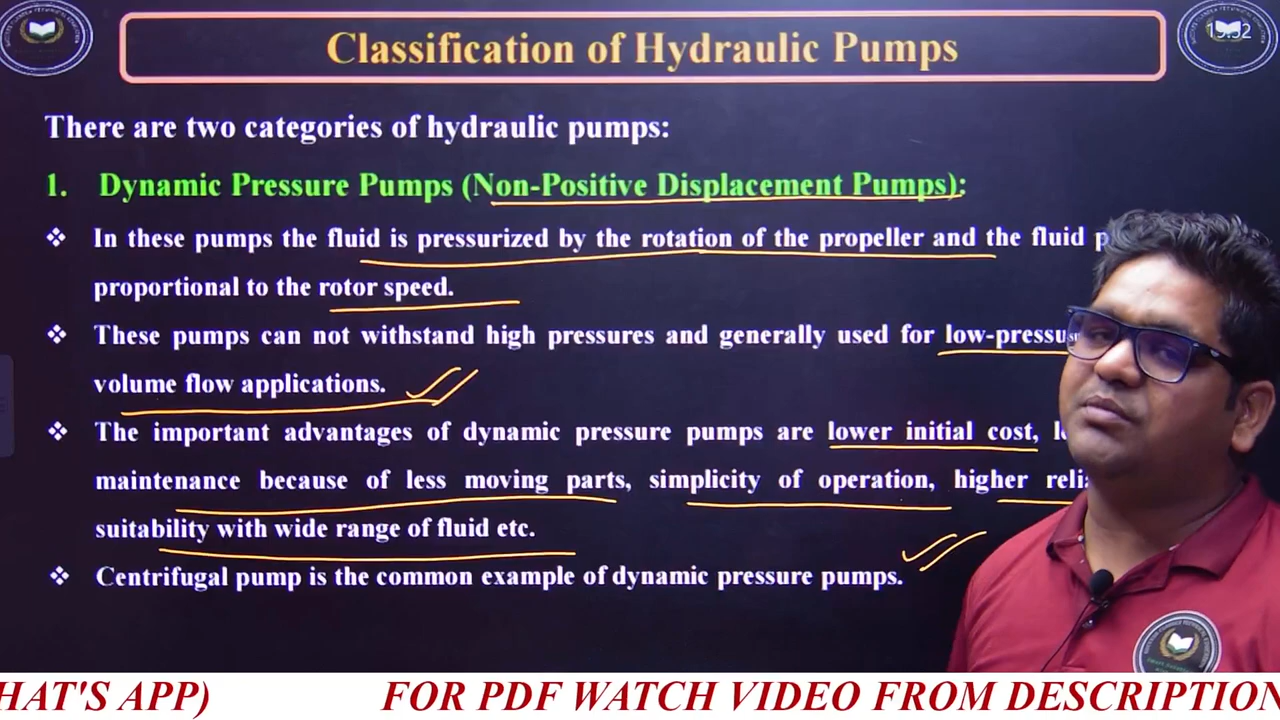 Classification of Hydraulic Pumps
15:32
There are two categories of hydraulic pumps:
1. Dynamic Pressure Pumps (Non-Positive Displacement Pumps):
❖ In these pumps the fluid is pressurized by the rotation of the propeller and the fluid
proportional to the rotor speed.
❖ These pumps can not withstand high pressures and generally used for
volume flow applications.
❖ The important advantages of dynamic pressure pumps are lower initial cost,
maintenance because of less moving parts, simplicity of operation, higher
suitability with wide range of fluid etc.
❖ Centrifugal pump is the common example of dynamic pressure pumps.
HAT'S APP) FOR PDF WATCH VIDEO FROM DESCRIPTION